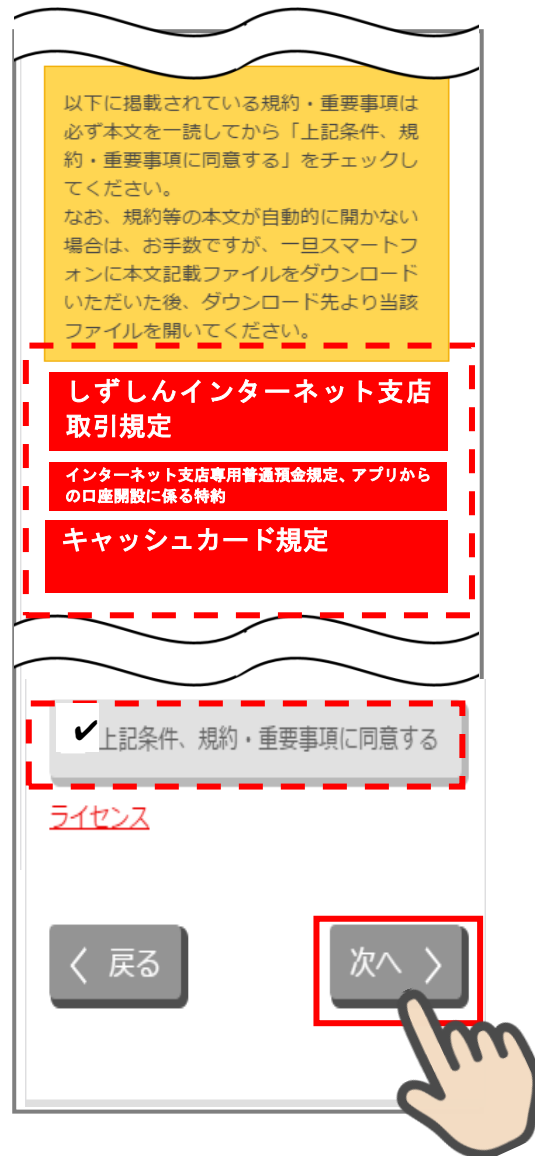 以下に掲載されている規約・重要事項は
必ず本文を一読してから「上記条件、規
約・重要事項に同意する」をチェックし
てください。
なお、規約等の本文が自動的に開かない
場合は、お手数ですが、一旦スマートフ
ォンに本文記載ファイルをダウンロード
いただいた後、ダウンロード先より当該
ファイルを開いてください。
しずしんインターネット支店
取引規定
インターネット支店専用普通預金規定、アプリから
の口座開設に係る特約
キャッシュカード規定
✔上記条件、規約・重要事項に同意する
ライセンス
〈 戻る
次へ 〉